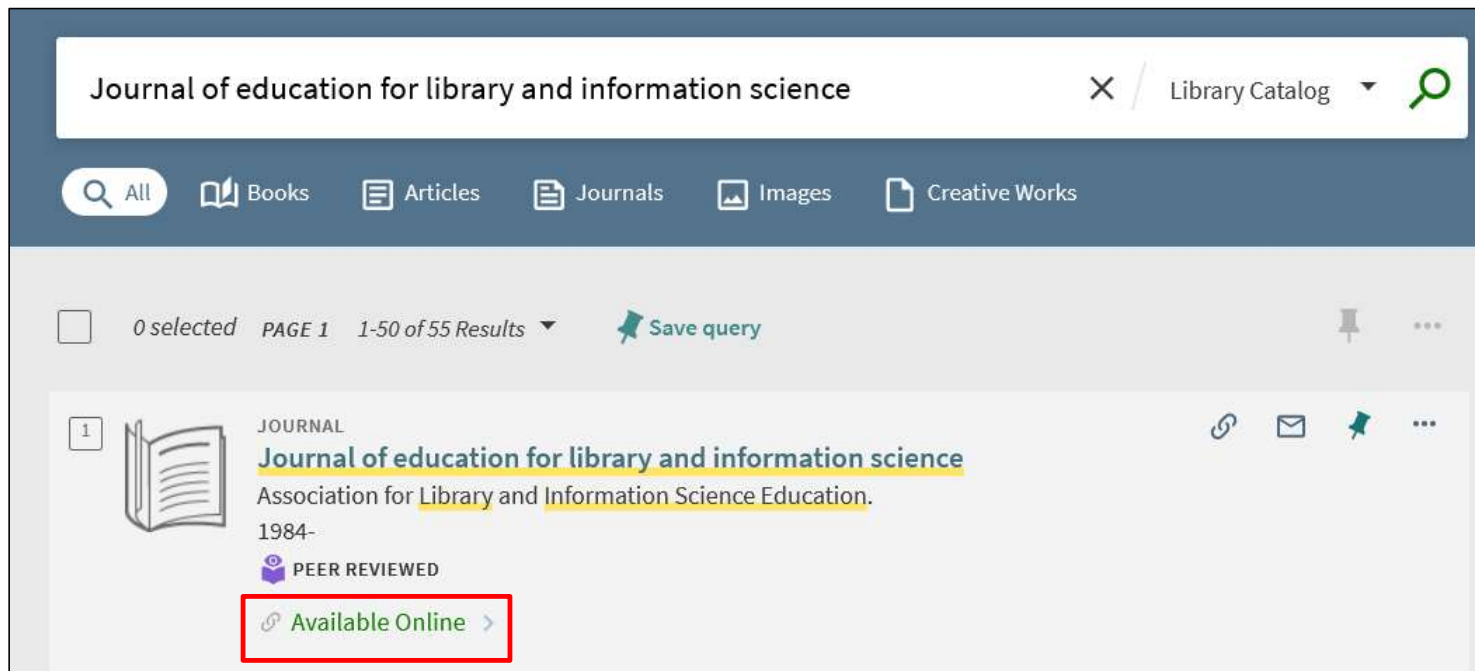 Journal of education for library and information science Library Catalog
All Books Articles Journals Images Creative Works
0 selected PAGE 1 1-50 of 55 Results Save query
1
JOURNAL
Journal of education for library and information science
Association for Library and Information Science Education.
1984-
PEER REVIEWED
Available Online